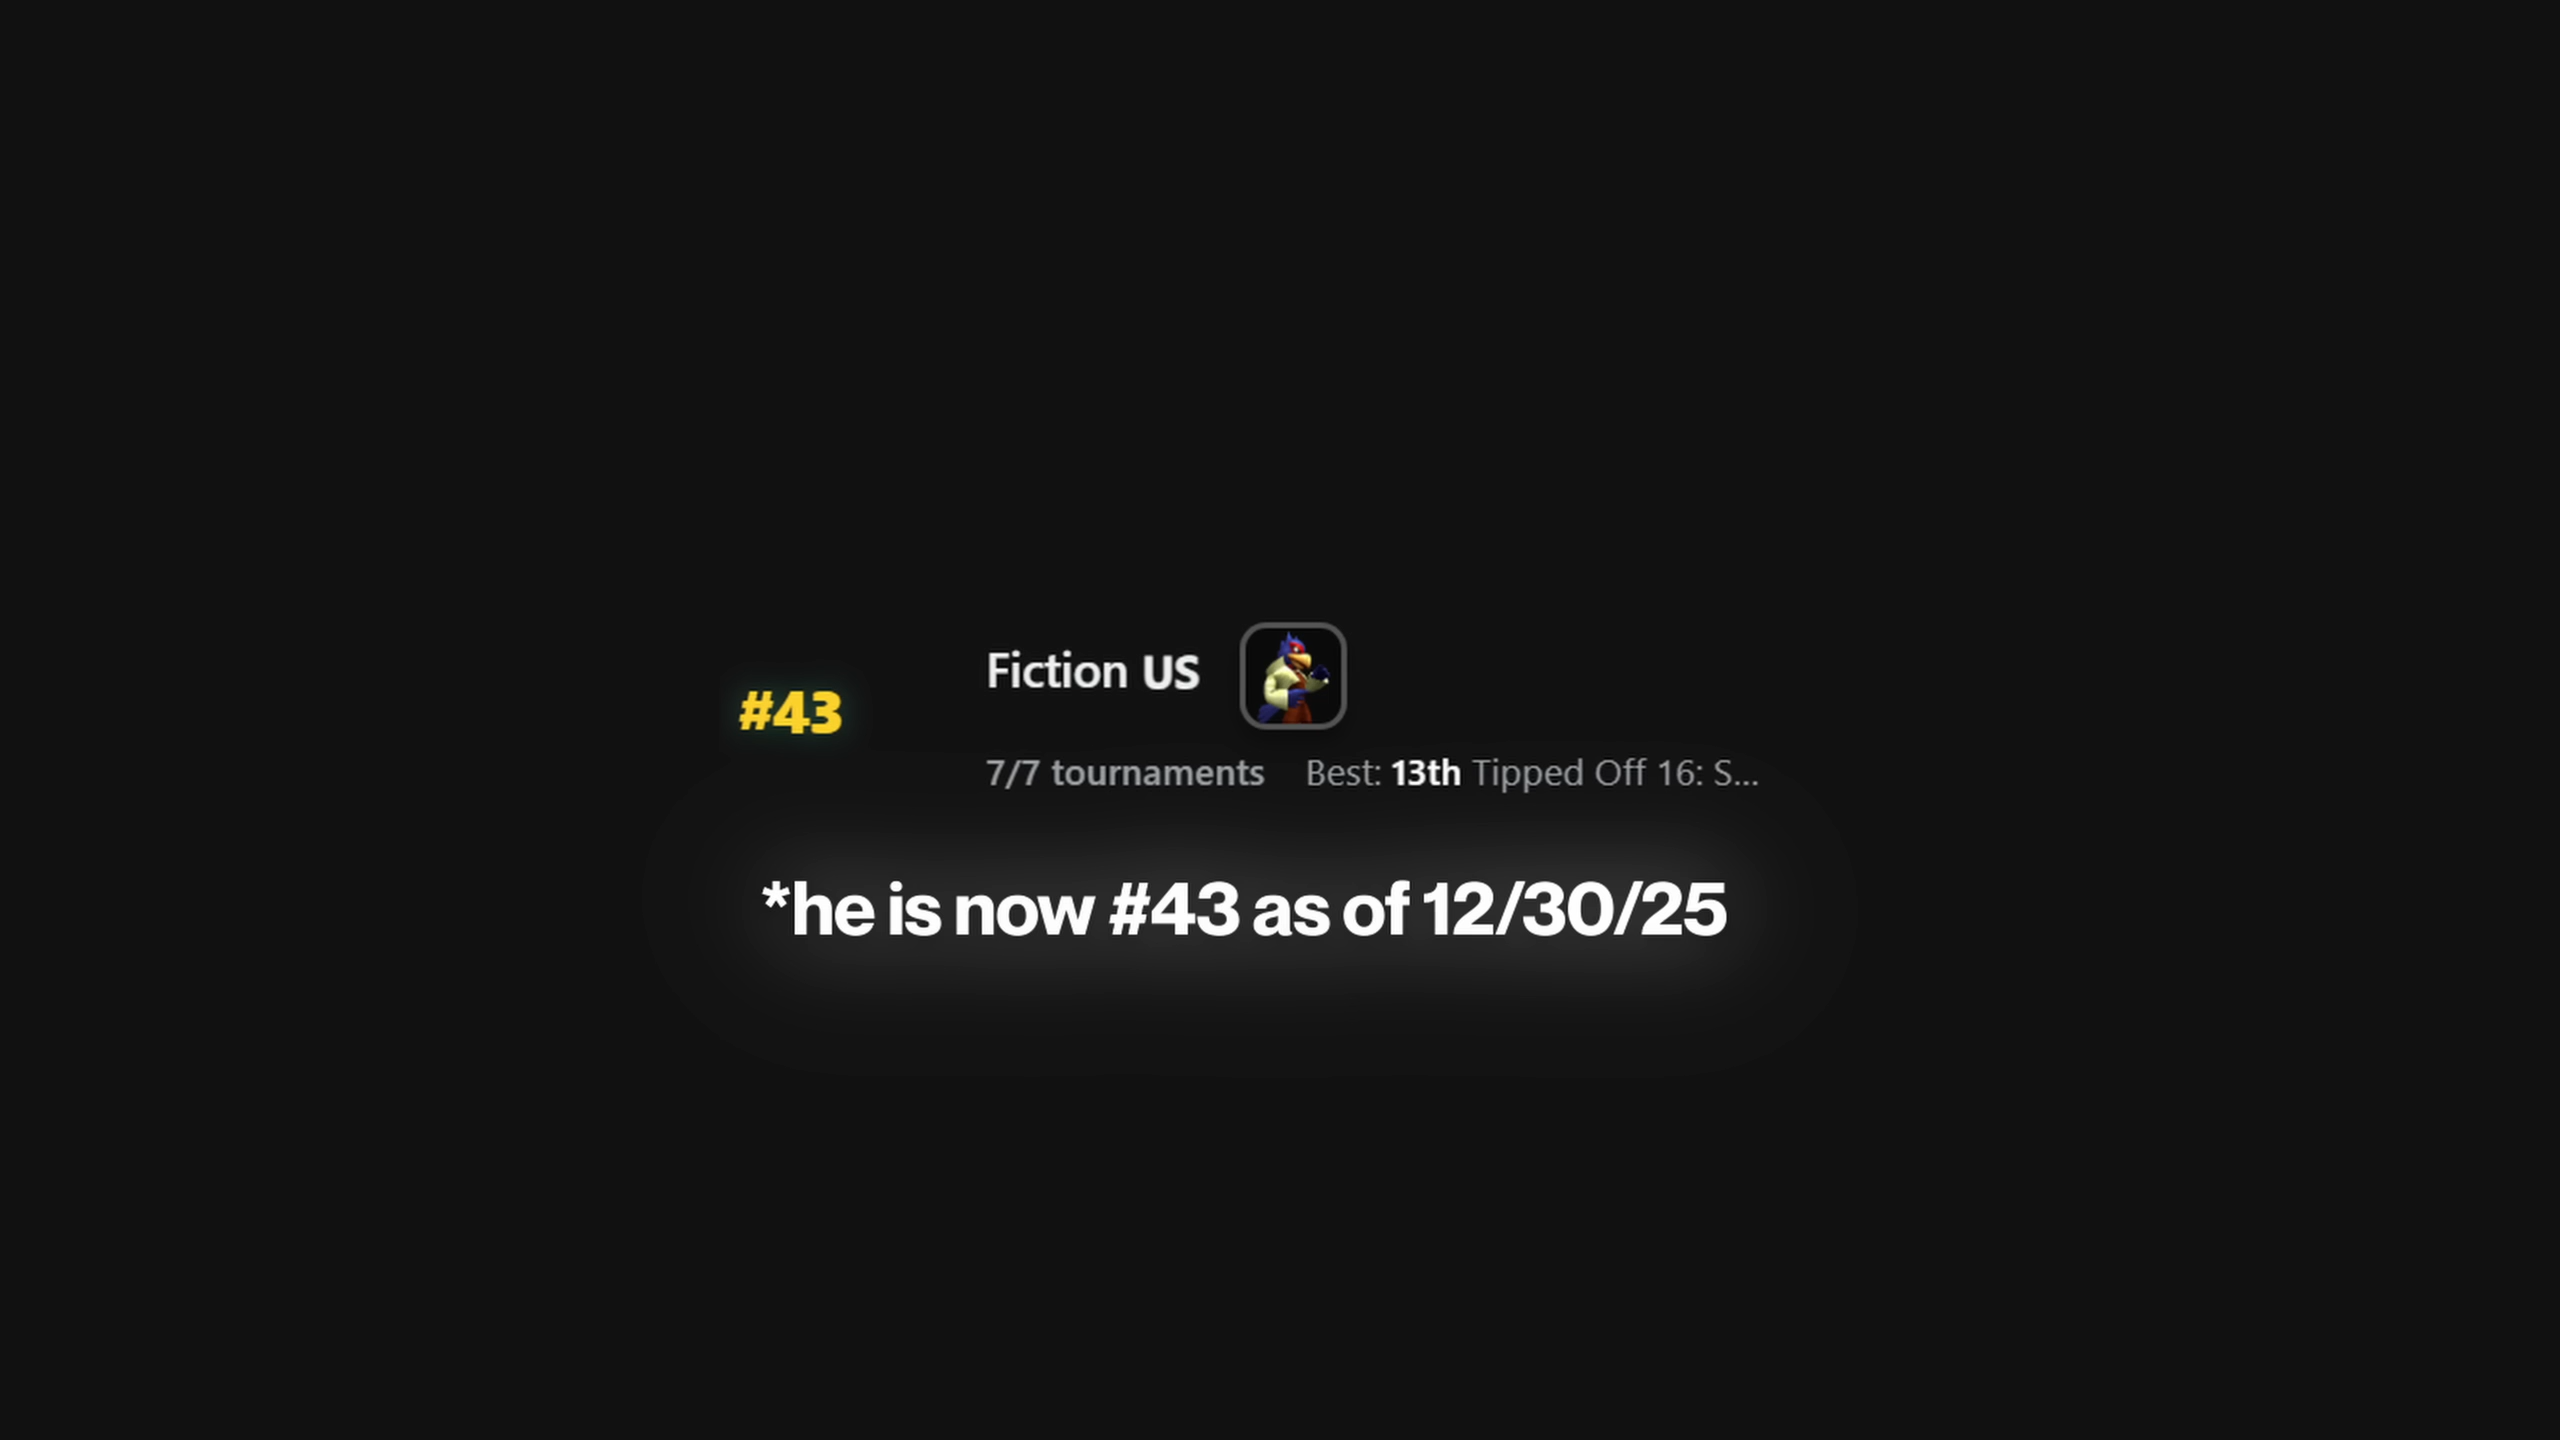 #43
Fiction US
7/7 tournaments Best: 13th Tipped Off 16: S...
*he is now #43 as of 12/30/25